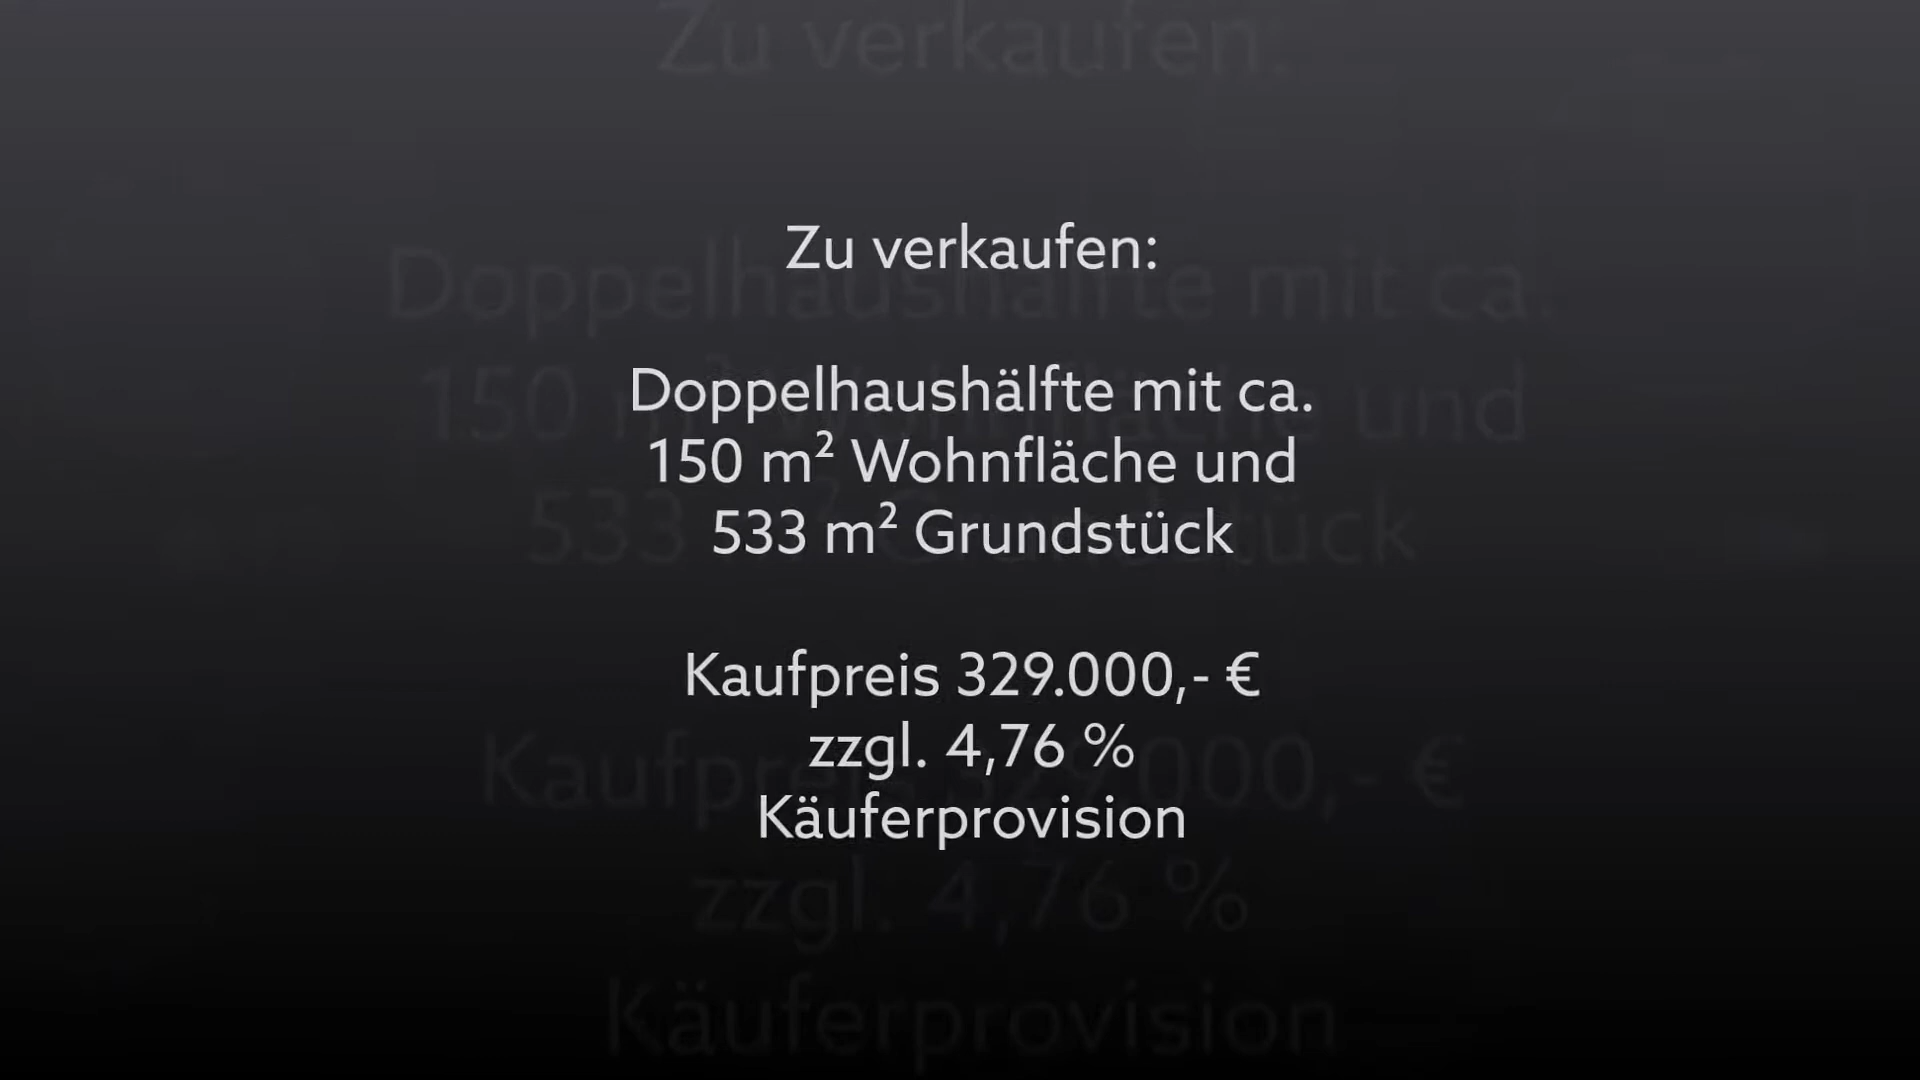 Zu verkaufen:
Doppelhaushälfte mit ca.
150 m² Wohnfläche und
533 m² Grundstück
Kaufpreis 329.000,- €
zzgl. 4,76 %
Käuferprovision